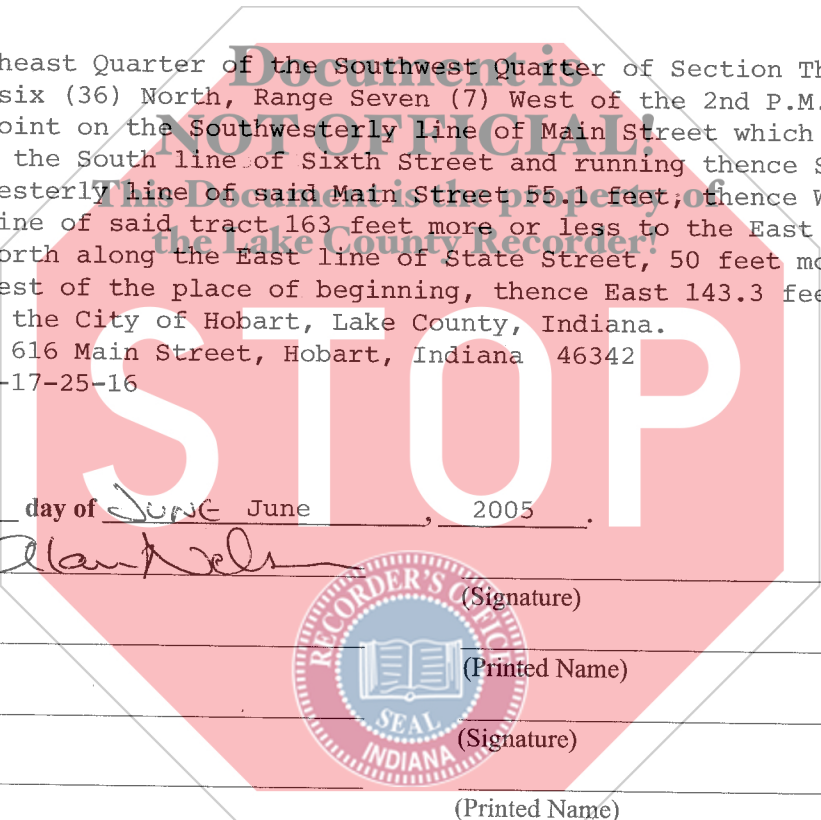 Document is
NOT OFFICIAL!
This Document is the property of
the Lake County Recorder!
STOP
heast Quarter of the Southwest Quarter of Section Th
six (36) North, Range Seven (7) West of the 2nd P.M.
oint on the Southwesterly line of Main Street which
the South line of Sixth Street and running thence S
esterly line of said Main Street 55.1 feet; thence W
ine of said tract 163 feet more or less to the East
orth along the East line of State Street, 50 feet mo
est of the place of beginning, thence East 143.3 fee
the City of Hobart, Lake County, Indiana.
616 Main Street, Hobart, Indiana 46342
-17-25-16
day of JUNE June , 2005 .
(Signature)
(Printed Name)
(Signature)
(Printed Name)
RECORDER'S OFFICE
SEAL
INDIANA